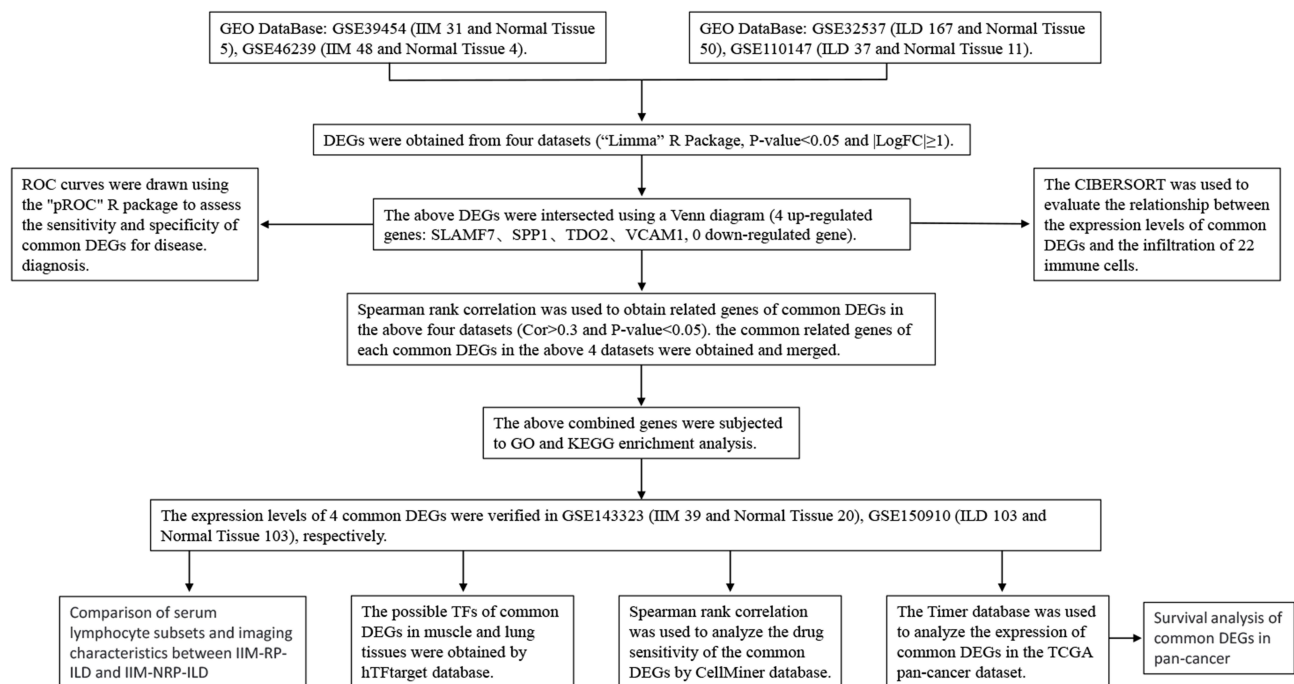 GEO DataBase: GSE39454 (IIM 31 and Normal Tissue
5), GSE46239 (IIM 48 and Normal Tissue 4).
GEO DataBase: GSE32537 (ILD 167 and Normal Tissue
50), GSE110147 (ILD 37 and Normal Tissue 11).
DEGs were obtained from four datasets (“Limma” R Package, P-value<0.05 and |LogFC|≥1).
ROC curves were drawn using
the "pROC" R package to assess
the sensitivity and specificity of
common DEGs for disease.
diagnosis.
The above DEGs were intersected using a Venn diagram (4 up-regulated
genes: SLAMF7、SPP1、TDO2、VCAM1, 0 down-regulated gene).
The CIBERSORT was used to
evaluate the relationship between
the expression levels of common
DEGs and the infiltration of 22
immune cells.
Spearman rank correlation was used to obtain related genes of common DEGs in
the above four datasets (Cor>0.3 and P-value<0.05). the common related genes of
each common DEGs in the above 4 datasets were obtained and merged.
The above combined genes were subjected
to GO and KEGG enrichment analysis.
The expression levels of 4 common DEGs were verified in GSE143323 (IIM 39 and Normal Tissue 20), GSE150910 (ILD 103 and
Normal Tissue 103), respectively.
Comparison of serum
lymphocyte subsets and imaging
characteristics between IIM-RP-
ILD and IIM-NRP-ILD
The possible TFs of common
DEGs in muscle and lung
tissues were obtained by
hTFtarget database.
Spearman rank correlation
was used to analyze the drug
sensitivity of the common
DEGs by CellMiner database.
The Timer database was used
to analyze the expression of
common DEGs in the TCGA
pan-cancer dataset.
Survival analysis of
common DEGs in
pan-cancer